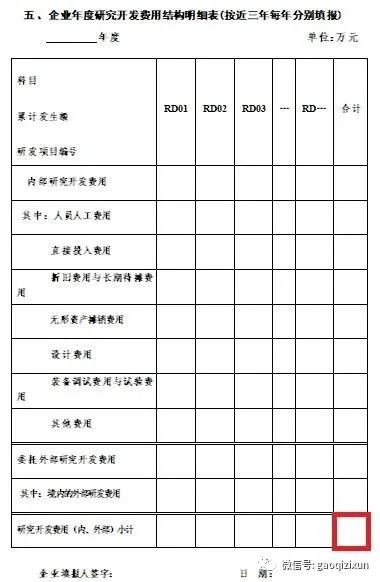 五、企业年度研究开发费用结构明细表(按近三年每年分别填报)
________年度 单位:万元
科目
累计发生额
研发项目编号
RD01 RD02 RD03 --- RD--- 合计
内部研究开发费用
其中:人员人工费用
直接投入费用
折旧费用与长期待摊费
用
无形资产摊销费用
设计费用
装备调试费用与试验费
用
其他费用
委托外部研究开发费用
其中:境内的外部研发费用
研究开发费用(内、外部)小计
企业填报人签字: 日 期:
微信号: gaoqizixun